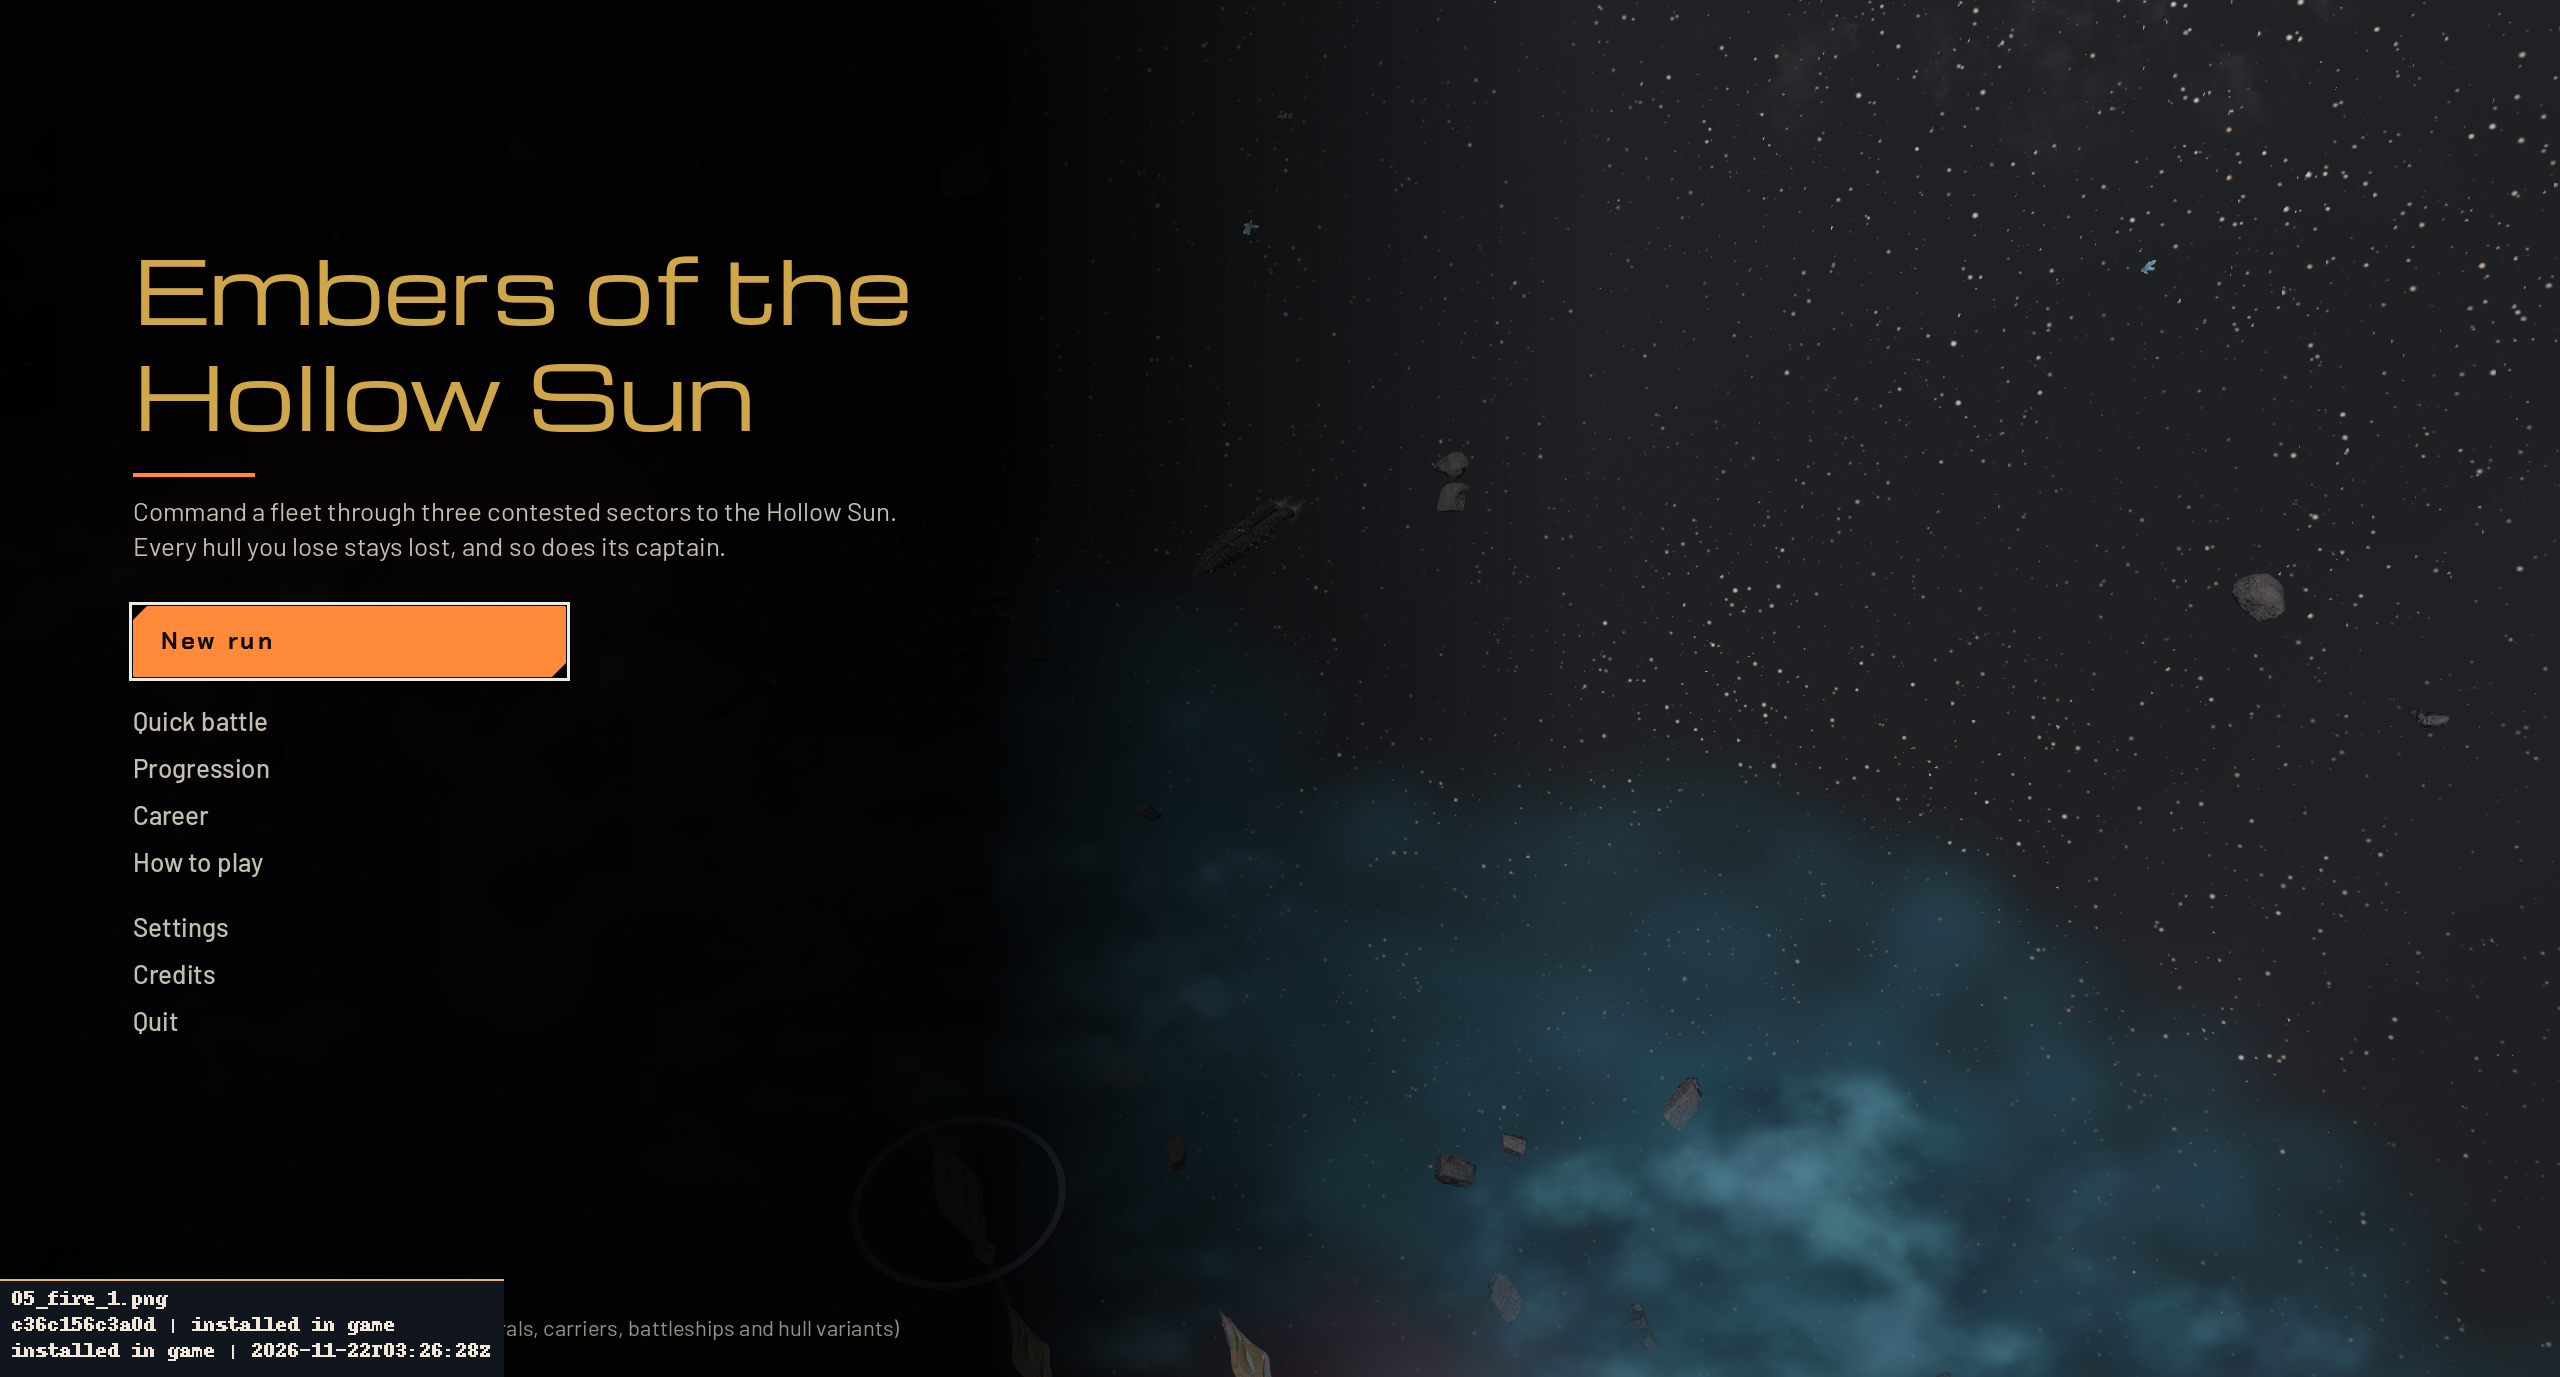 Embers of the
Hollow Sun
Command a fleet through three contested sectors to the Hollow Sun.
Every hull you lose stays lost, and so does its captain.
New run
Quick battle
Progression
Career
How to play
Settings
Credits
Quit
carriers, battleships and hull variants)
05_fire_1.png
c36c156c3a0d | installed in game
installed in game | 2026-11-22T03:26:28Z